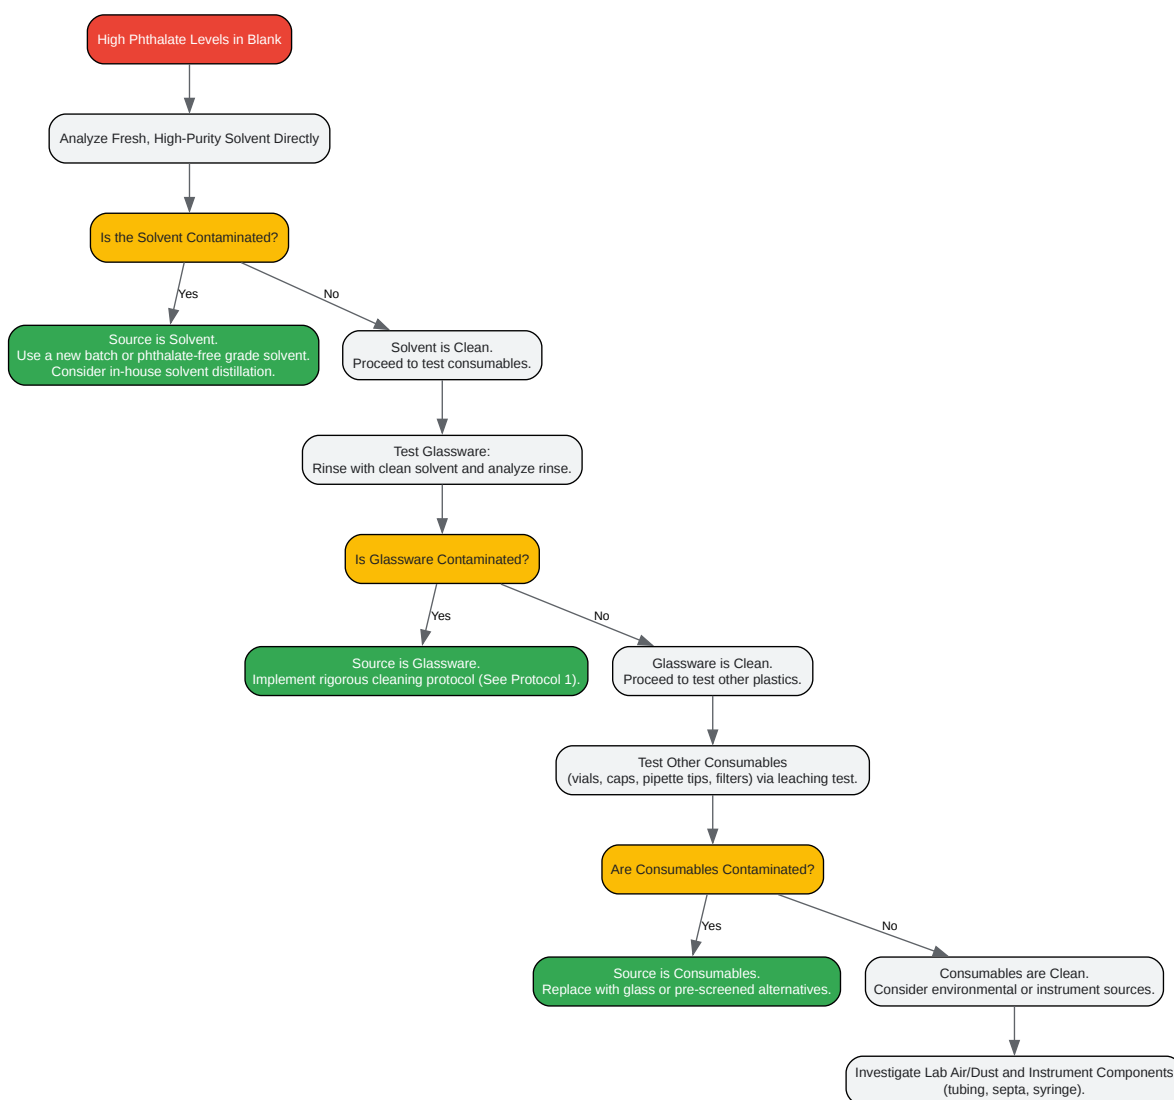 High Phthalate Levels in Blank
Analyze Fresh, High-Purity Solvent Directly
Is the Solvent Contaminated?
Yes
No
Source is Solvent.
Use a new batch or phthalate-free grade solvent.
Consider in-house solvent distillation.
Solvent is Clean.
Proceed to test consumables.
Test Glassware:
Rinse with clean solvent and analyze rinse.
Is Glassware Contaminated?
Yes
No
Source is Glassware.
Implement rigorous cleaning protocol (See Protocol 1).
Glassware is Clean.
Proceed to test other plastics.
Test Other Consumables
(vials, caps, pipette tips, filters) via leaching test.
Are Consumables Contaminated?
Yes
No
Source is Consumables.
Replace with glass or pre-screened alternatives.
Consumables are Clean.
Consider environmental or instrument sources.
Investigate Lab Air/Dust and Instrument Components
(tubing, septa, syringe).